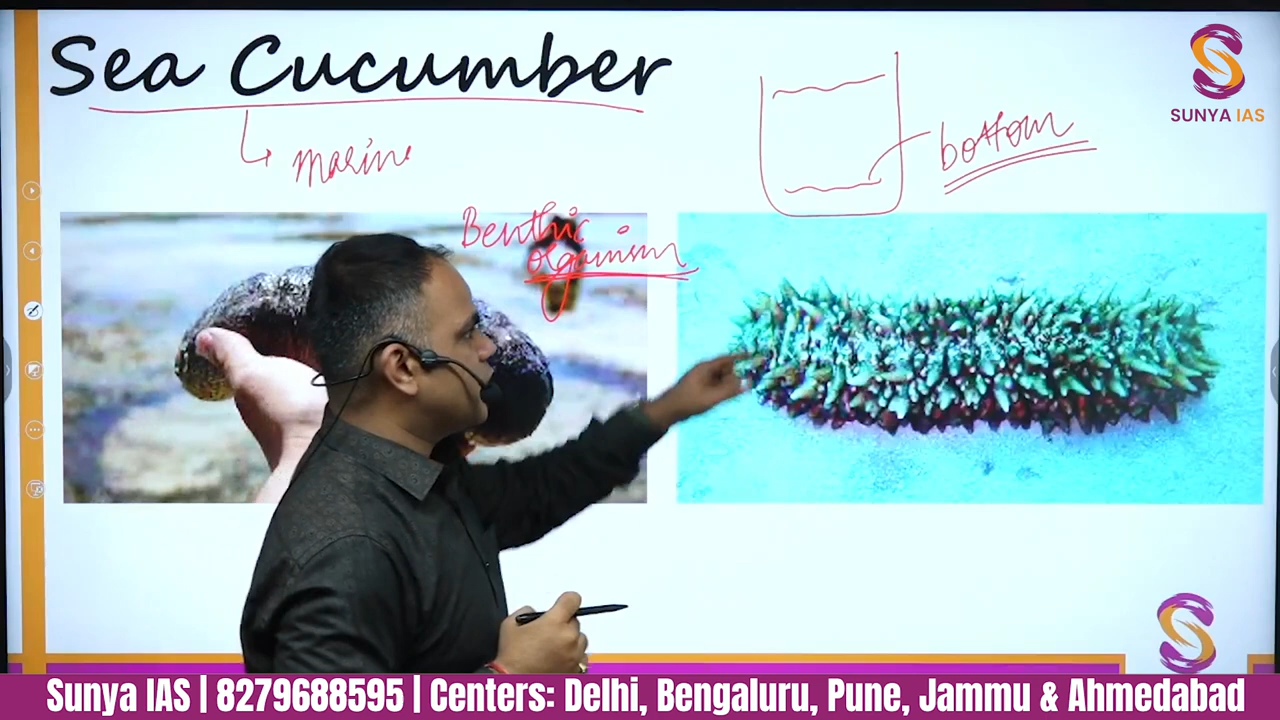 Sea Cucumber
marine
bottom
SUNYA IAS
Benthic
organism
Sunya IAS | 8279688595 | Centers: Delhi, Bengaluru, Pune, Jammu & Ahmedabad